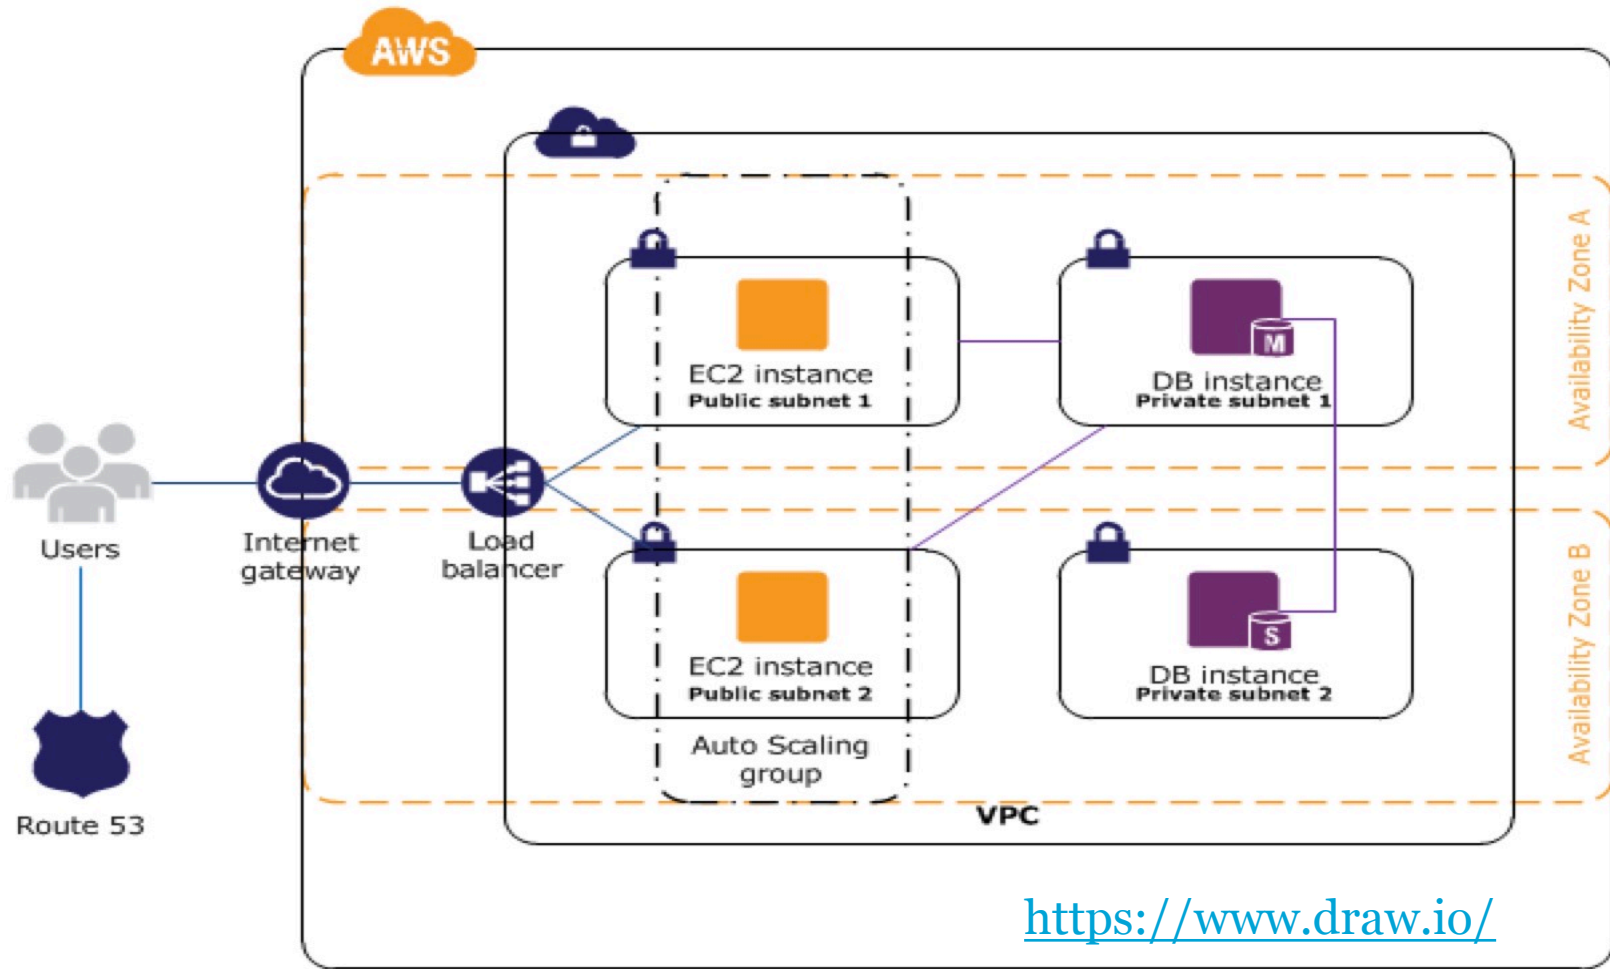 AWS
Availability Zone A
EC2 instance
Public subnet 1
M
DB instance
Private subnet 1
Users
Internet
gateway
Load
balancer
Availability Zone B
EC2 instance
Public subnet 2
S
DB instance
Private subnet 2
Auto Scaling
group
Route 53
VPC
https://www.draw.io/